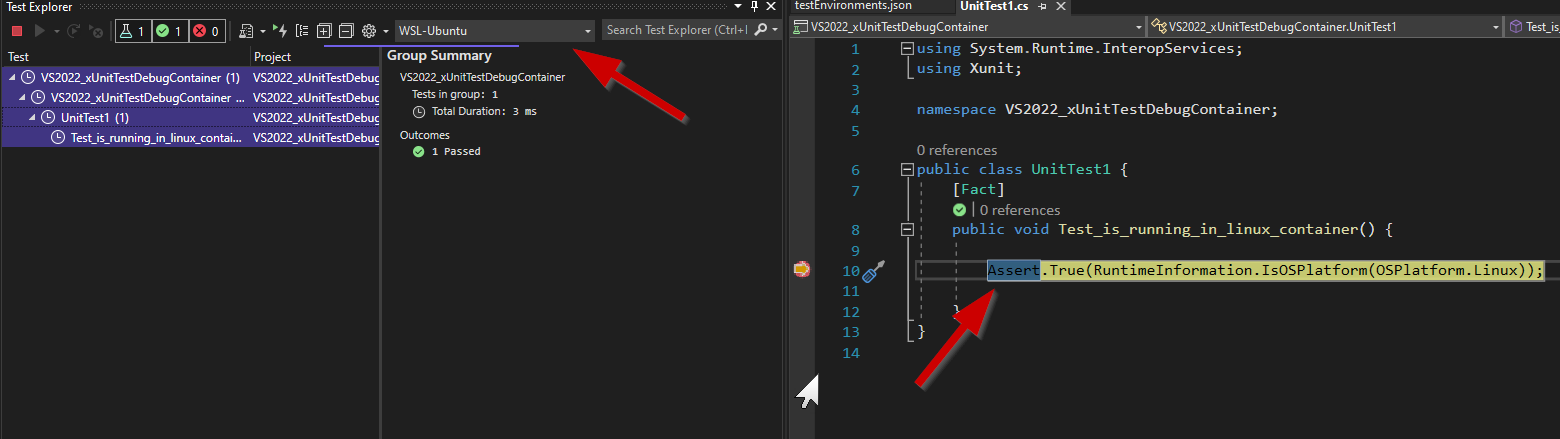 Test Explorer
1 1 0 WSL-Ubuntu Search Test Explorer (Ctrl+I
Test Project
VS2022_xUnitTestDebugContainer (1) VS2022_xUnitTestDebug
VS2022_xUnitTestDebugContainer ... VS2022_xUnitTestDebug
UnitTest1 (1) VS2022_xUnitTestDebug
Test_is_running_in_linux_contai... VS2022_xUnitTestDebug
Group Summary
VS2022_xUnitTestDebugContainer
Tests in group: 1
Total Duration: 3 ms
Outcomes
1 Passed
testEnvironments.json UnitTest1.cs
VS2022_xUnitTestDebugContainer VS2022_xUnitTestDebugContainer.UnitTest1 Test_is
1 using System.Runtime.InteropServices;
2 using Xunit;
3
4 namespace VS2022_xUnitTestDebugContainer;
5
0 references
6 public class UnitTest1 {
7 [Fact]
| 0 references
8 public void Test_is_running_in_linux_container() {
9
10 Assert.True(RuntimeInformation.IsOSPlatform(OSPlatform.Linux));
11
12 }
13 }
14